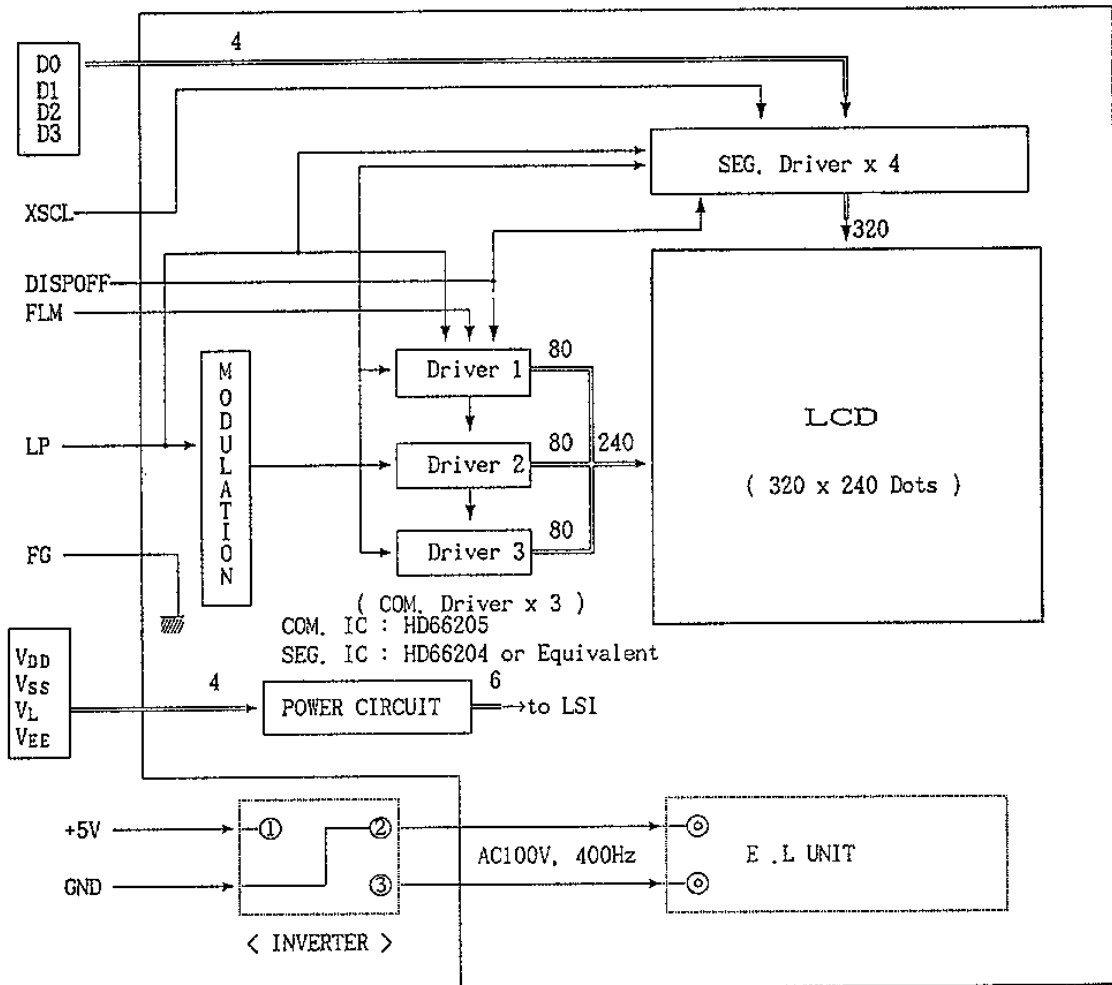 4
D0
D1
D2
D3
SEG. Driver x 4
XSCL
320
DISPOFF
FLM
80
Driver 1
MODULATION
LCD
LP
80
240
Driver 2
( 320 x 240 Dots )
80
Driver 3
FG
( COM. Driver x 3 )
COM. IC : HD66205
SEG. IC : HD66204 or Equivalent
VDD
VSS
VL
VEE
4
POWER CIRCUIT
6
→to LSI
+5V
①
②
AC100V, 400Hz
E .L UNIT
GND
③
< INVERTER >